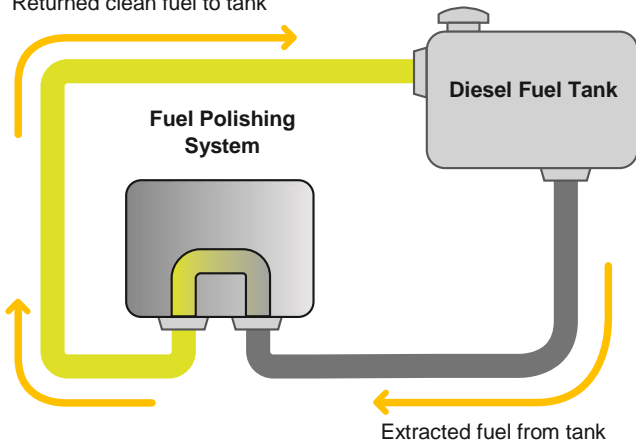 Returned clean fuel to tank
Diesel Fuel Tank
Fuel Polishing
System
Extracted fuel from tank